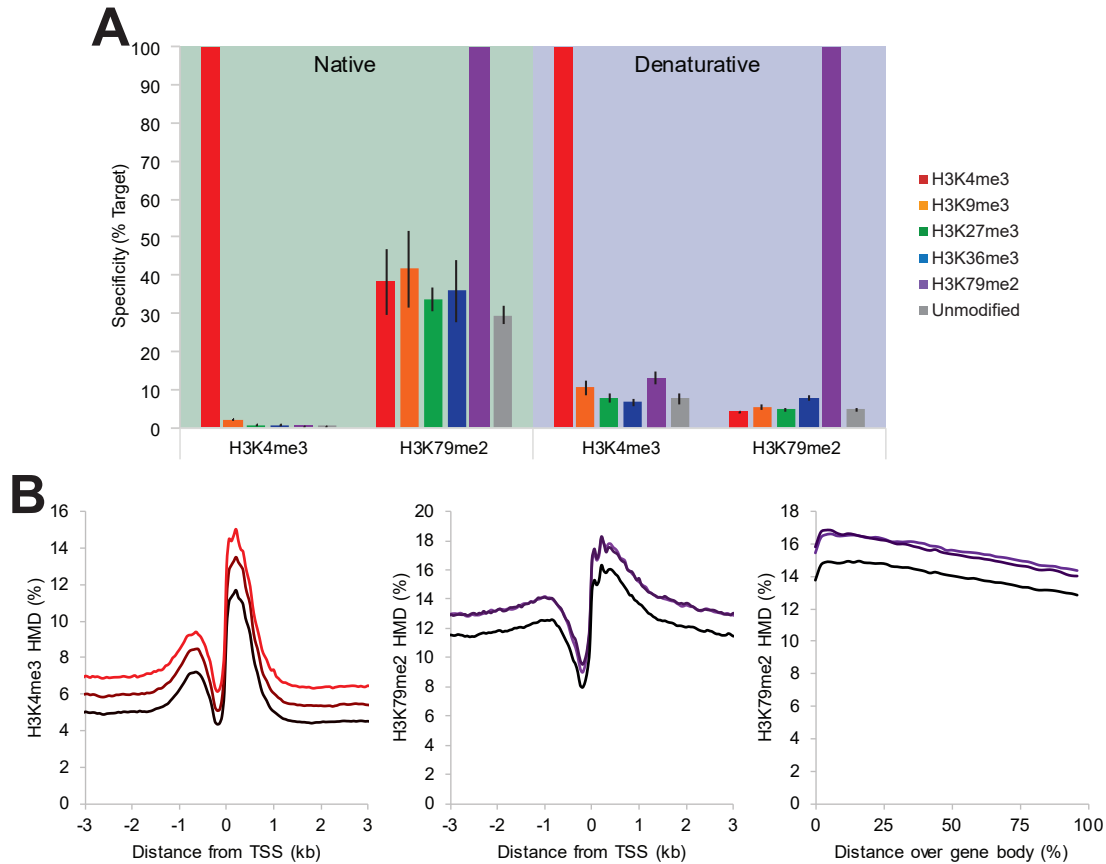 A
100
90
80
70
60
50
40
30
20
10
0
Specificity (% Target)
Native
Denaturative
H3K4me3
H3K79me2
H3K4me3
H3K79me2
H3K4me3
H3K9me3
H3K27me3
H3K36me3
H3K79me2
Unmodified
B
16
14
12
10
8
6
4
2
0
H3K4me3 HMD (%)
-3 -2 -1 0 1 2 3
Distance from TSS (kb)
20
18
16
14
12
10
8
6
4
2
0
H3K79me2 HMD (%)
-3 -2 -1 0 1 2 3
Distance from TSS (kb)
18
16
14
12
10
8
6
4
2
0
H3K79me2 HMD (%)
0 25 50 75 100
Distance over gene body (%)